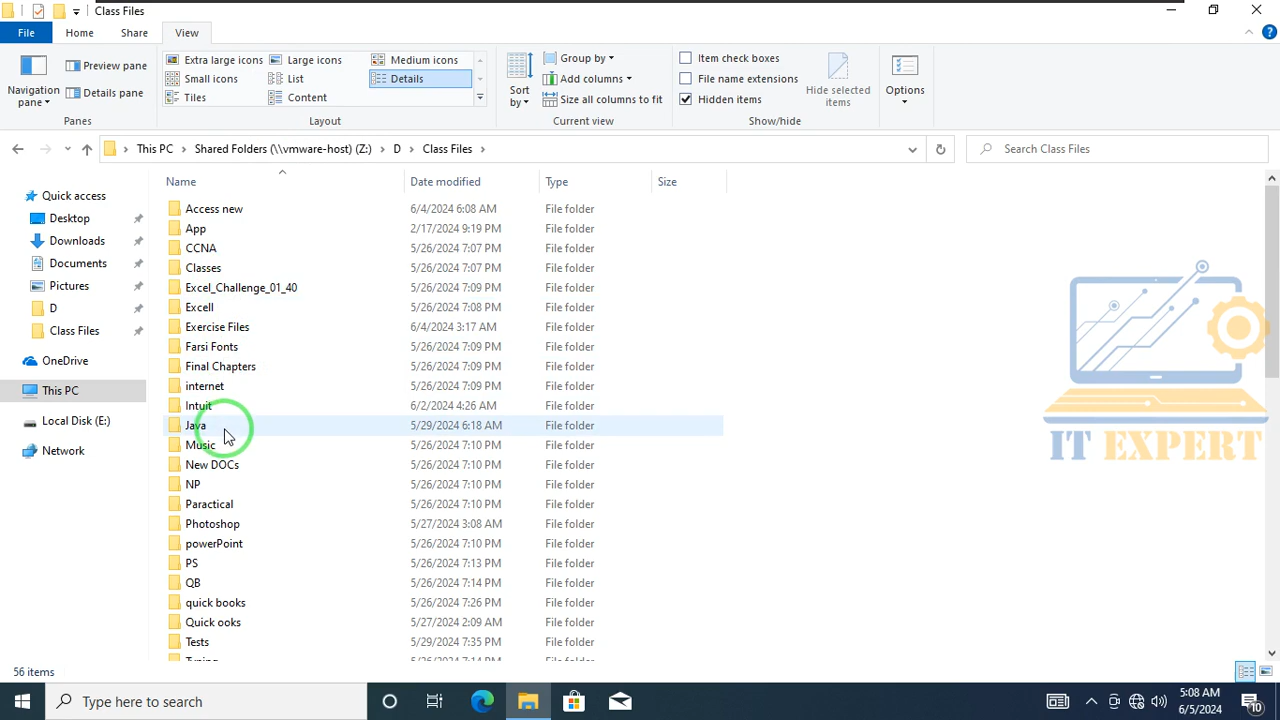 Class Files
File Home Share View
Navigation pane
Preview pane
Details pane
Panes
Extra large icons Large icons Medium icons
Small icons List Details
Tiles Content
Layout
Sort by
Group by
Add columns
Size all columns to fit
Current view
Item check boxes
File name extensions
Hidden items
Hide selected items
Show/hide
Options
This PC Shared Folders (\\vmware-host) (Z:) D Class Files
Search Class Files
Quick access
Desktop
Downloads
Documents
Pictures
D
Class Files
OneDrive
This PC
Local Disk (E:)
Network
Name Date modified Type Size
Access new 6/4/2024 6:08 AM File folder
App 2/17/2024 9:19 PM File folder
CCNA 5/26/2024 7:07 PM File folder
Classes 5/26/2024 7:07 PM File folder
Excel_Challenge_01_40 5/26/2024 7:09 PM File folder
Excell 5/26/2024 7:08 PM File folder
Exercise Files 6/4/2024 3:17 AM File folder
Farsi Fonts 5/26/2024 7:09 PM File folder
Final Chapters 5/26/2024 7:09 PM File folder
internet 5/26/2024 7:09 PM File folder
Intuit 6/2/2024 4:26 AM File folder
Java 5/29/2024 6:18 AM File folder
Music 5/26/2024 7:10 PM File folder
New DOCs 5/26/2024 7:10 PM File folder
NP 5/26/2024 7:10 PM File folder
Paractical 5/26/2024 7:10 PM File folder
Photoshop 5/27/2024 3:08 AM File folder
powerPoint 5/26/2024 7:10 PM File folder
PS 5/26/2024 7:13 PM File folder
QB 5/26/2024 7:14 PM File folder
quick books 5/26/2024 7:26 PM File folder
Quick ooks 5/27/2024 2:09 AM File folder
Tests 5/29/2024 7:35 PM File folder
Typing 5/26/2024 7:14 PM File folder
IT EXPERT
56 items
Type here to search
5:08 AM
6/5/2024
10